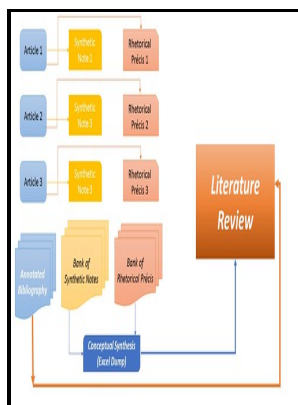 Article 1
Synthetic
Note 1
Rhetorical
Précis 1
Article 2
Synthetic
Note 3
Rhetorical
Précis 2
Article 3
Synthetic
Note 3
Rhetorical
Précis 3
Literature
Review
Annotated
Bibliography
Bank of
Synthetic Notes
Bank of
Rhetorical Précis
Conceptual Synthesis
(Excel Dump)